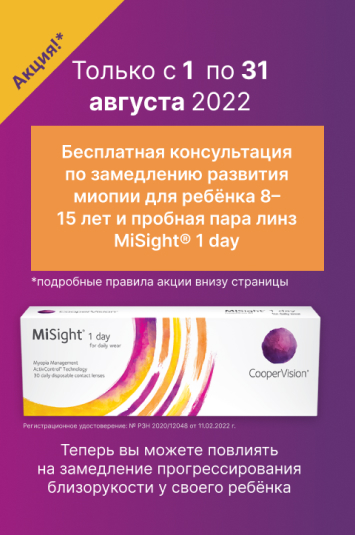 Акция!*
Только с 1 по 31
августа 2022
Бесплатная консультация
по замедлению развития
миопии для ребёнка 8–
15 лет и пробная пара линз
MiSight® 1 day
*подробные правила акции внизу страницы
MiSight® 1 day
for daily wear
MiSight® 1 day
for daily wear
Myopia Management
ActivControl® Technology
30 daily disposable contact lenses
CooperVision®
Регистрационное удостоверение: № РЗН 2020/12048 от 11.02.2022 г.
Теперь вы можете повлиять
на замедление прогрессирования
близорукости у своего ребёнка